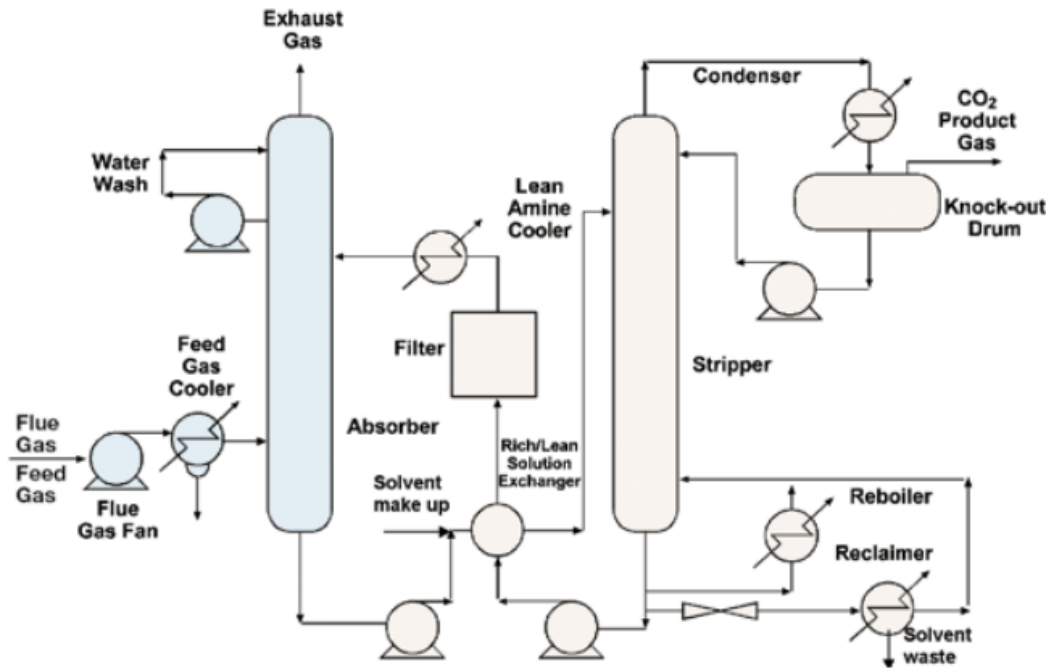 Exhaust
Gas
Condenser
CO2
Product
Gas
Water
Wash
Lean
Amine
Cooler
Knock-out
Drum
Feed
Gas
Cooler
Filter
Stripper
Flue
Gas
Feed
Gas
Absorber
Rich/Lean
Solution
Exchanger
Solvent
make up
Flue
Gas Fan
Reboiler
Reclaimer
Solvent
waste